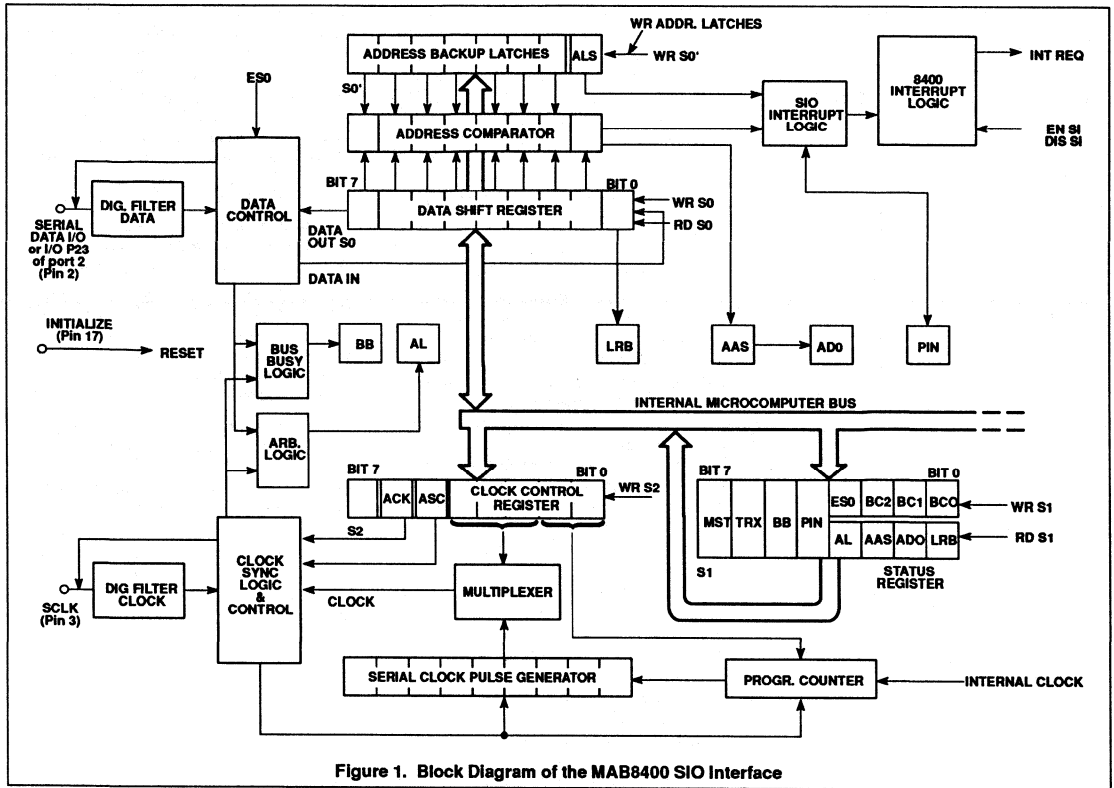 WR ADDR. LATCHES
ADDRESS BACKUP LATCHES
ALS
WR S0'
ES0
S0'
8400
INTERRUPT
LOGIC
INT REQ
SIO
INTERRUPT
LOGIC
EN SI
DIS SI
ADDRESS COMPARATOR
BIT 7
BIT 0
DIG. FILTER
DATA
DATA
CONTROL
DATA SHIFT REGISTER
WR S0
RD S0
SERIAL
DATA I/O
or I/O P23
of port 2
(Pin 2)
DATA
OUT S0
DATA IN
INITIALIZE
(Pin 17)
RESET
BUS
BUSY
LOGIC
BB
AL
LRB
AAS
AD0
PIN
ARB.
LOGIC
INTERNAL MICROCOMPUTER BUS
BIT 7
BIT 0
ACK
ASC
CLOCK CONTROL
REGISTER
WR S2
S2
BIT 7
BIT 0
MST
TRX
BB
PIN
ES0
BC2
BC1
BCO
WR S1
AL
AAS
ADO
LRB
RD S1
S1
STATUS
REGISTER
DIG FILTER
CLOCK
SCLK
(Pin 3)
CLOCK
SYNC
LOGIC
&
CONTROL
CLOCK
MULTIPLEXER
SERIAL CLOCK PULSE GENERATOR
PROGR. COUNTER
INTERNAL CLOCK
Figure 1. Block Diagram of the MAB8400 SIO Interface